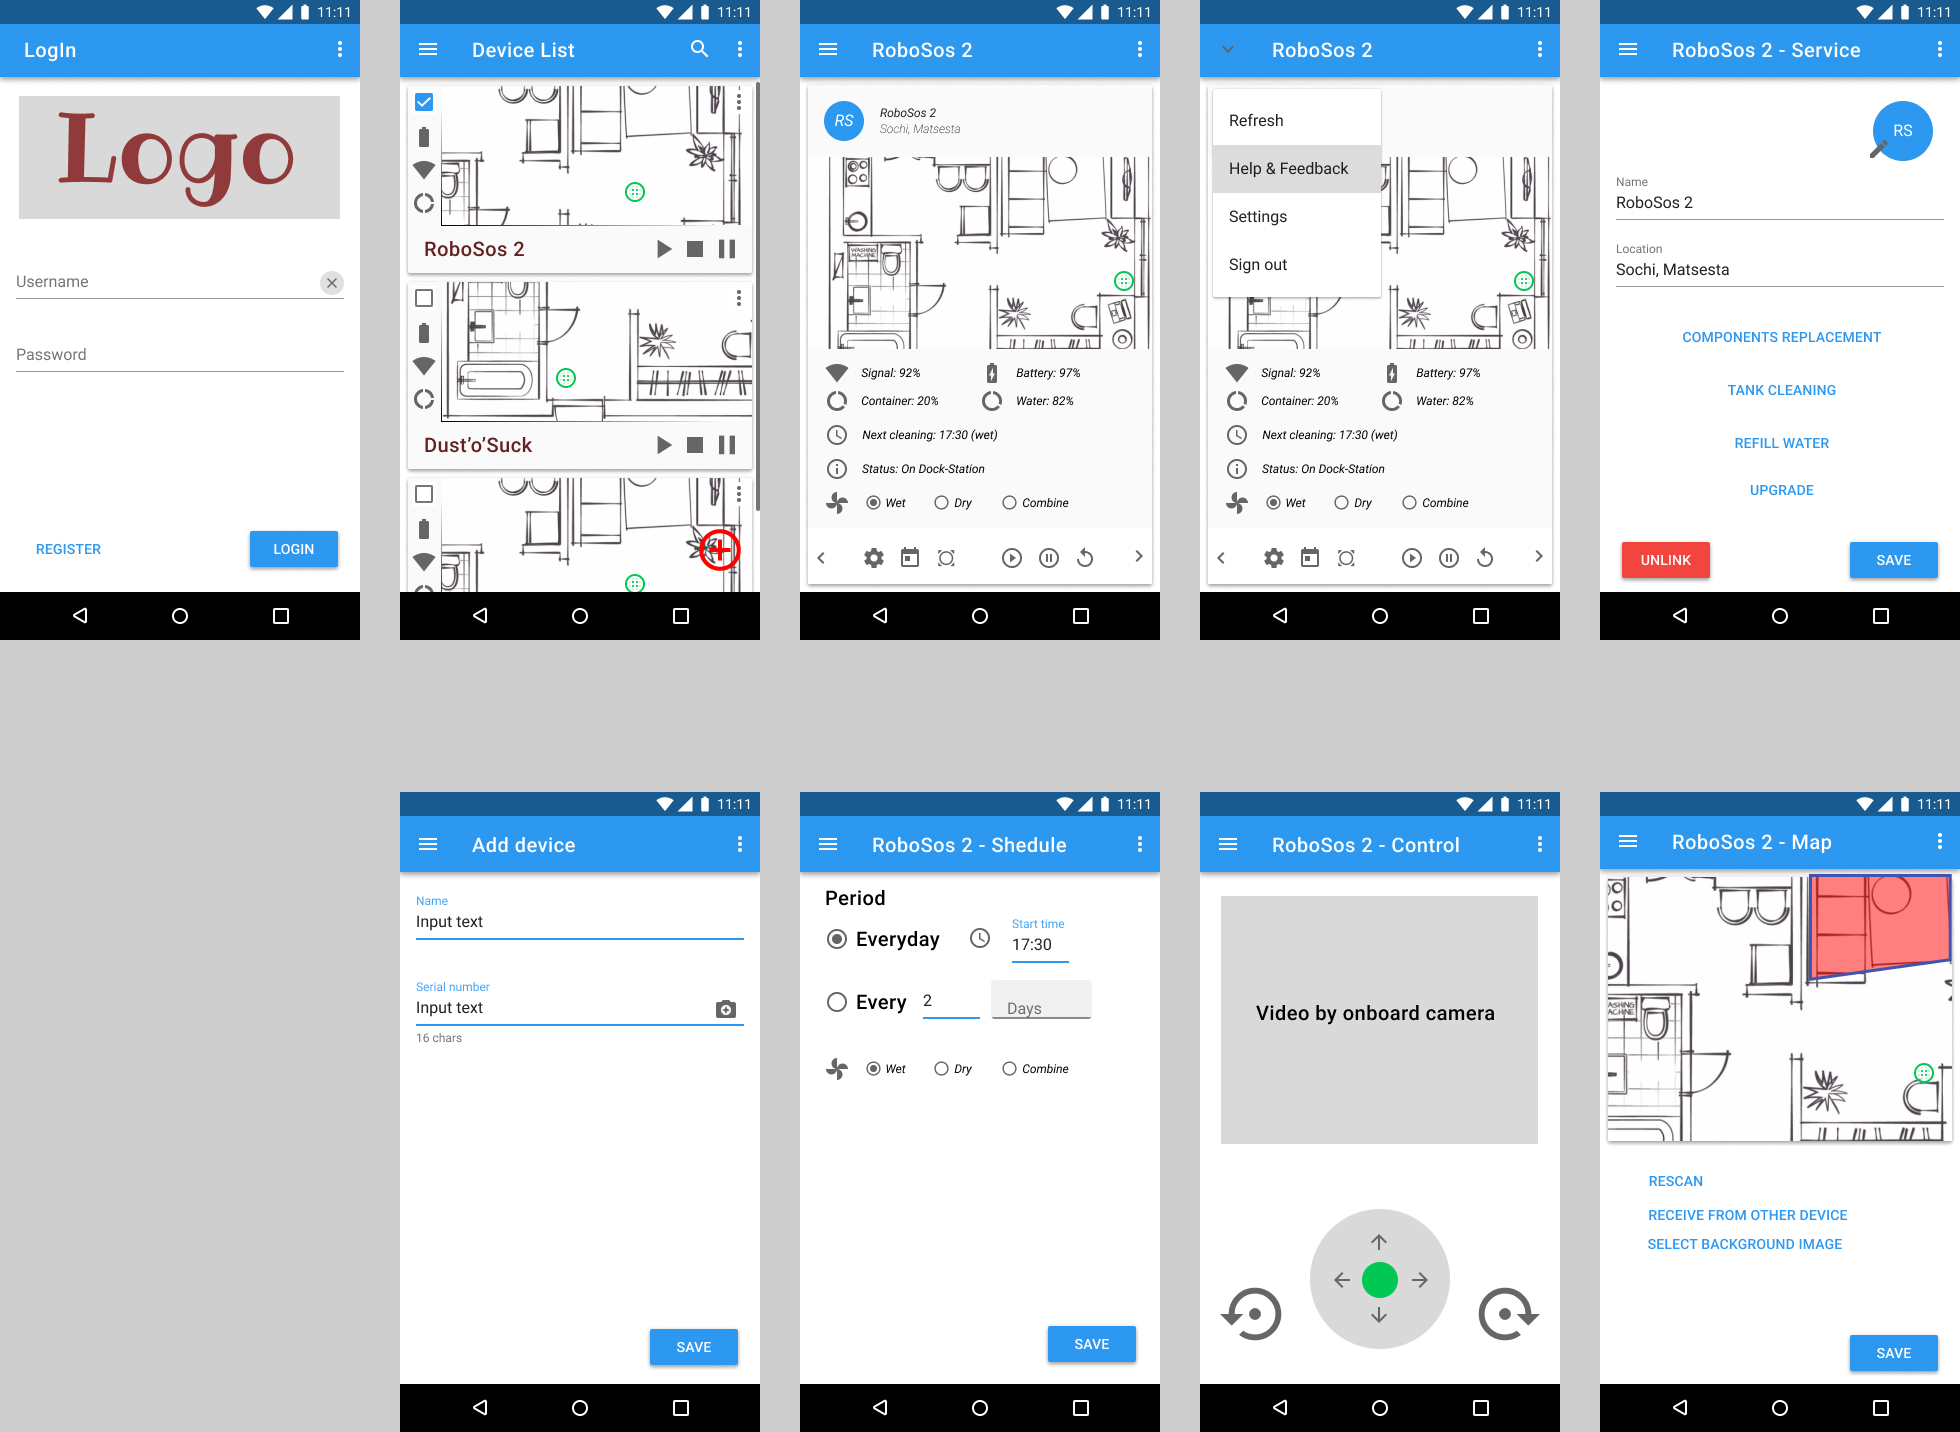 11:11
LogIn
Logo
Username
Password
REGISTER
LOGIN
11:11
Device List
RoboSos 2
Dust'o'Suck
11:11
RoboSos 2
RS
RoboSos 2
Sochi, Matsesta
WASHING
MACHINE
Signal: 92%
Battery: 97%
Container: 20%
Water: 82%
Next cleaning: 17:30 (wet)
Status: On Dock-Station
Wet
Dry
Combine
11:11
RoboSos 2
Refresh
Help & Feedback
Settings
Sign out
Signal: 92%
Battery: 97%
Container: 20%
Water: 82%
Next cleaning: 17:30 (wet)
Status: On Dock-Station
Wet
Dry
Combine
11:11
RoboSos 2 - Service
RS
Name
RoboSos 2
Location
Sochi, Matsesta
COMPONENTS REPLACEMENT
TANK CLEANING
REFILL WATER
UPGRADE
UNLINK
SAVE
11:11
Add device
Name
Input text
Serial number
Input text
16 chars
SAVE
11:11
RoboSos 2 - Shedule
Period
Everyday
Start time
17:30
Every
2
Days
Wet
Dry
Combine
SAVE
11:11
RoboSos 2 - Control
Video by onboard camera
11:11
RoboSos 2 - Map
ASHING
MACHINE
RESCAN
RECEIVE FROM OTHER DEVICE
SELECT BACKGROUND IMAGE
SAVE